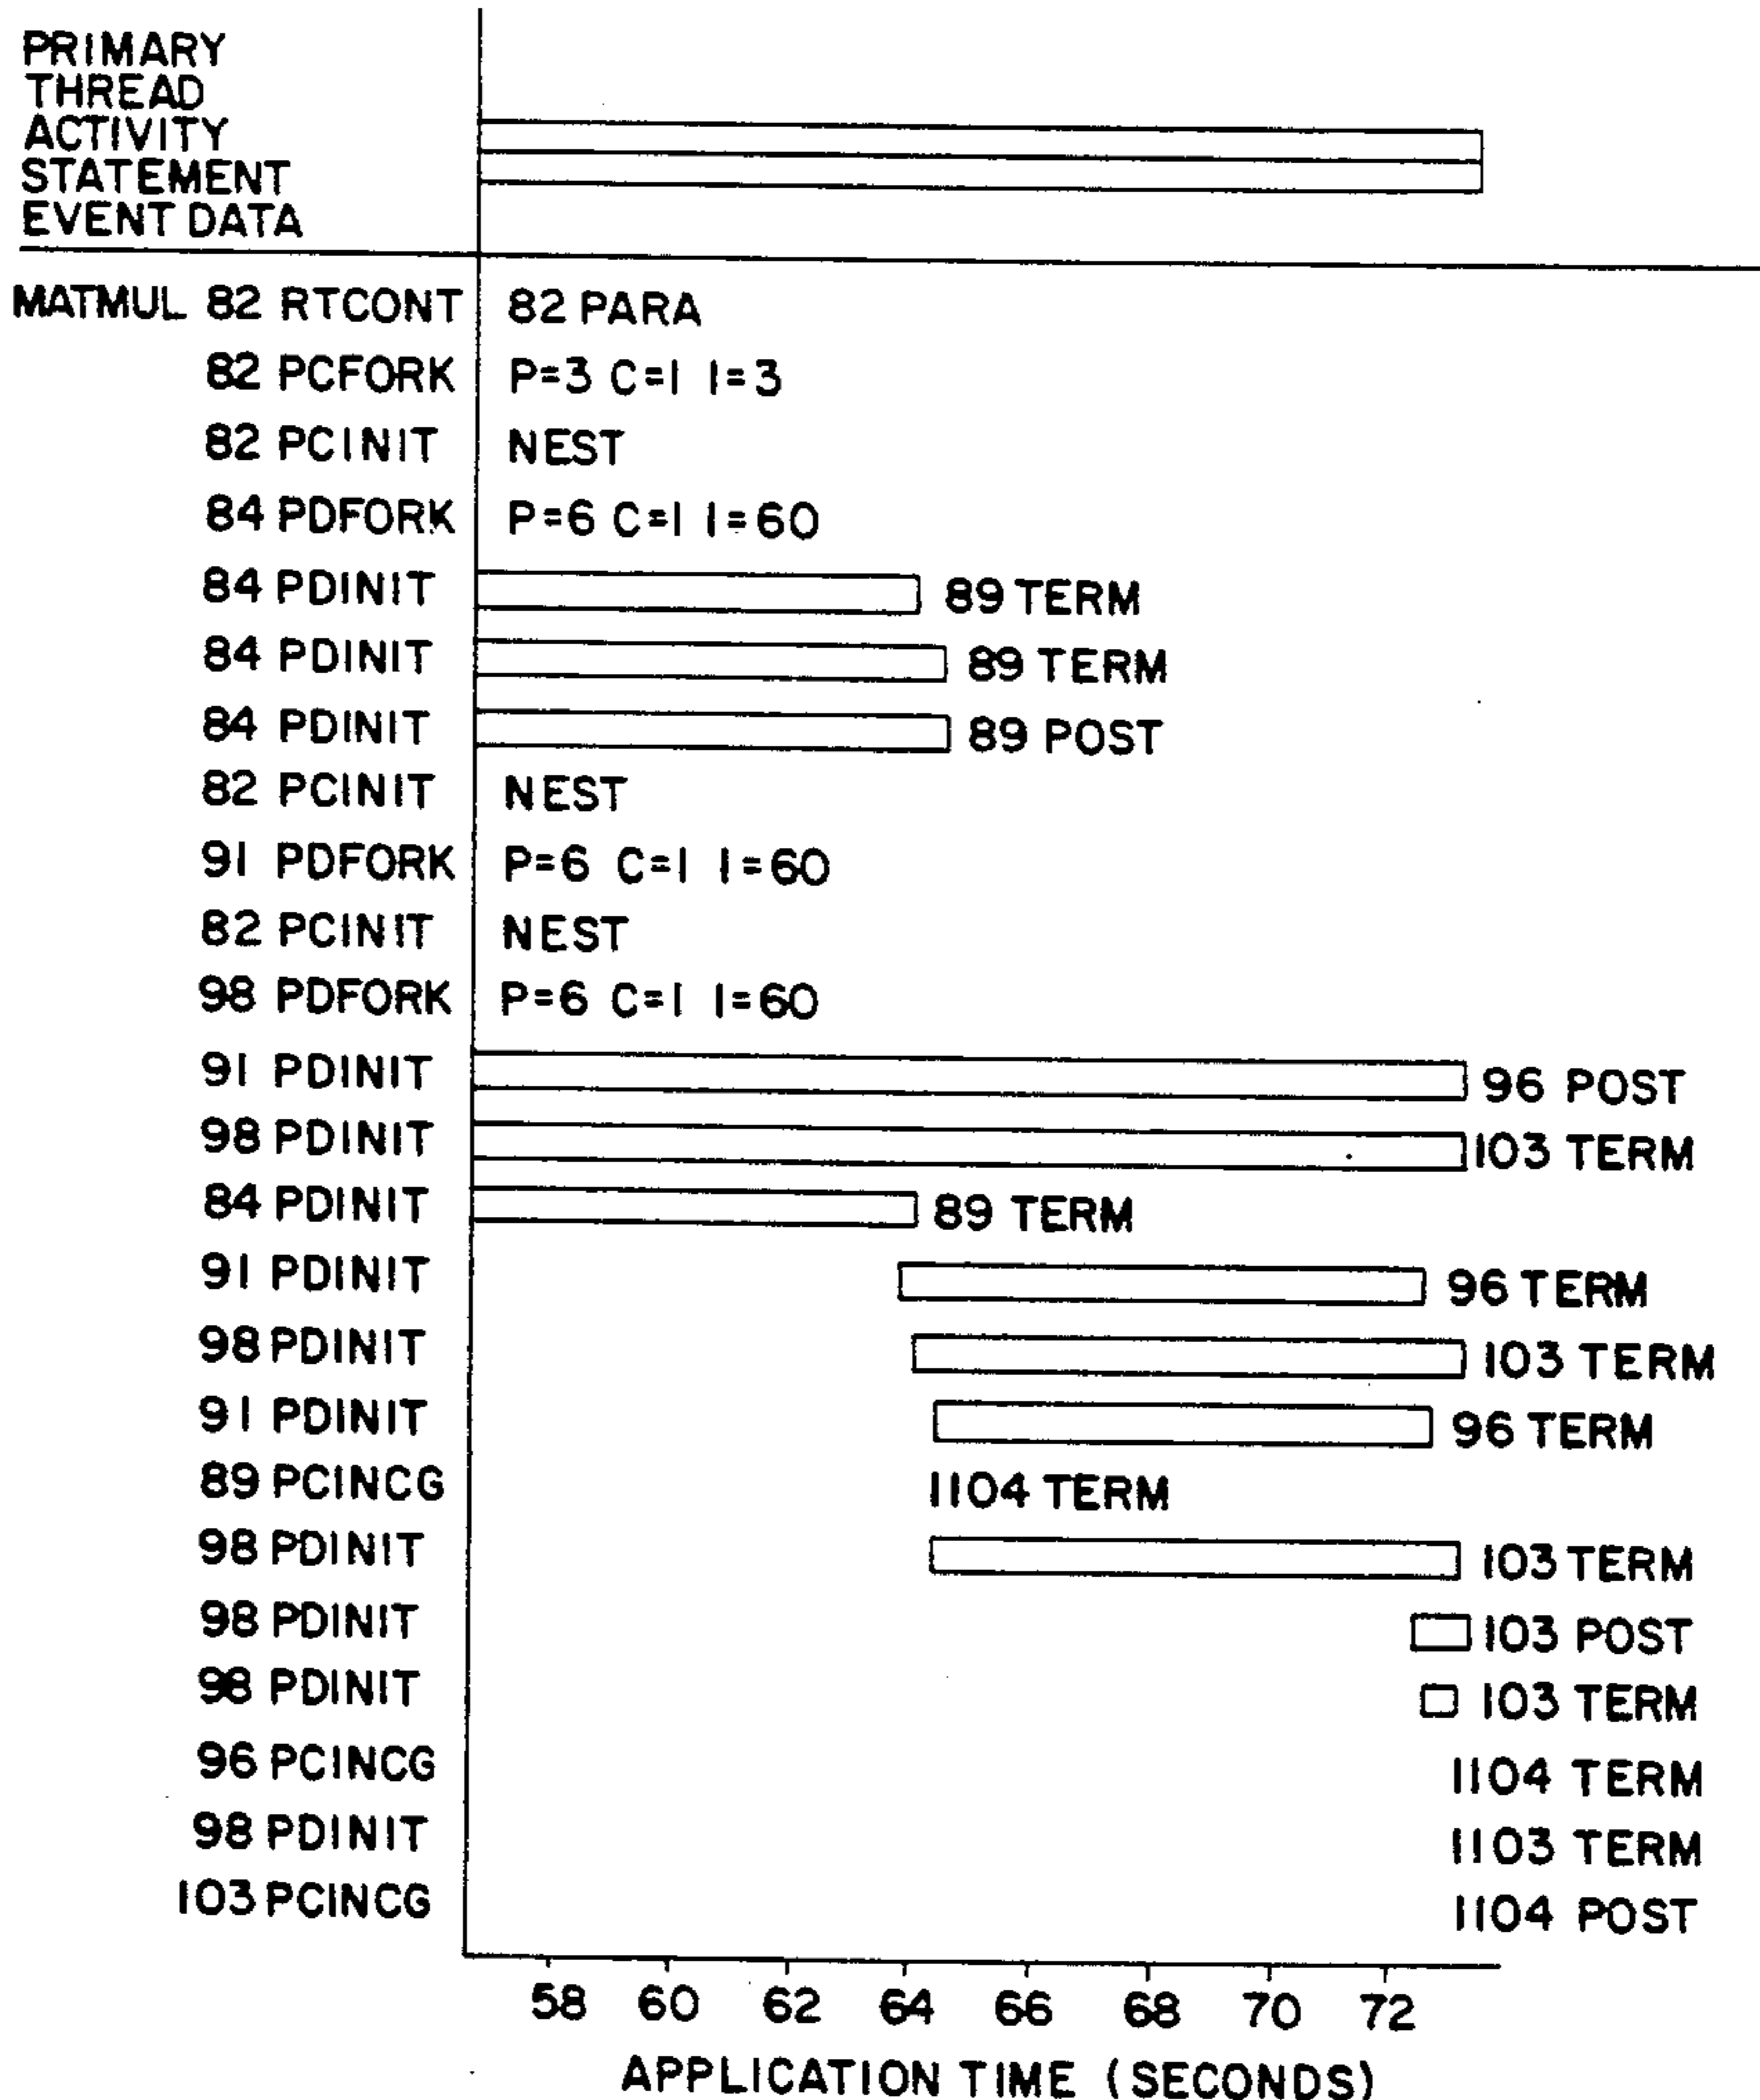 PRIMARY
THREAD
ACTIVITY
STATEMENT
EVENT DATA
MATMUL 82 RTCONT 82 PARA
82 PCFORK P=3 C=1 I=3
82 PCINIT NEST
84 PDFORK P=6 C=1 I=60
84 PDINIT 89 TERM
84 PDINIT 89 TERM
84 PDINIT 89 POST
82 PCINIT NEST
91 PDFORK P=6 C=1 I=60
82 PCINIT NEST
98 PDFORK P=6 C=1 I=60
91 PDINIT 96 POST
98 PDINIT 103 TERM
84 PDINIT 89 TERM
91 PDINIT 96 TERM
98 PDINIT 103 TERM
91 PDINIT 96 TERM
89 PCINCG 1104 TERM
98 PDINIT 103 TERM
98 PDINIT 103 POST
98 PDINIT 103 TERM
96 PCINCG 1104 TERM
98 PDINIT 1103 TERM
103 PCINCG 1104 POST
58 60 62 64 66 68 70 72
APPLICATION TIME (SECONDS)